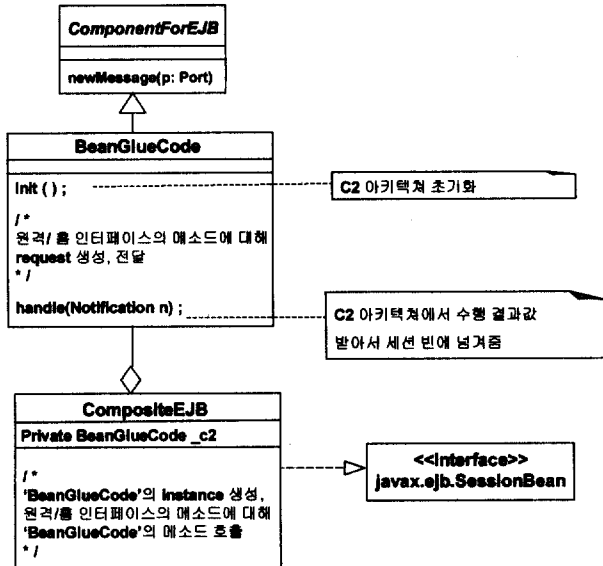 ComponentForEJB
newMessage(p: Port)
BeanGlueCode
init ( ) ;
C2 아키텍쳐 초기화
/ *
원격/ 홈 인터페이스의 메소드에 대해
request 생성, 전달
* /
handle(Notification n) ;
C2 아키텍쳐에서 수행 결과값
받아서 세션 빈에 넘겨줌
CompositeEJB
Private BeanGlueCode _c2
/ *
'BeanGlueCode'의 instance 생성,
원격/홈 인터페이스의 메소드에 대해
'BeanGlueCode'의 메소드 호출
* /
<<Interface>>
javax.ejb.SessionBean